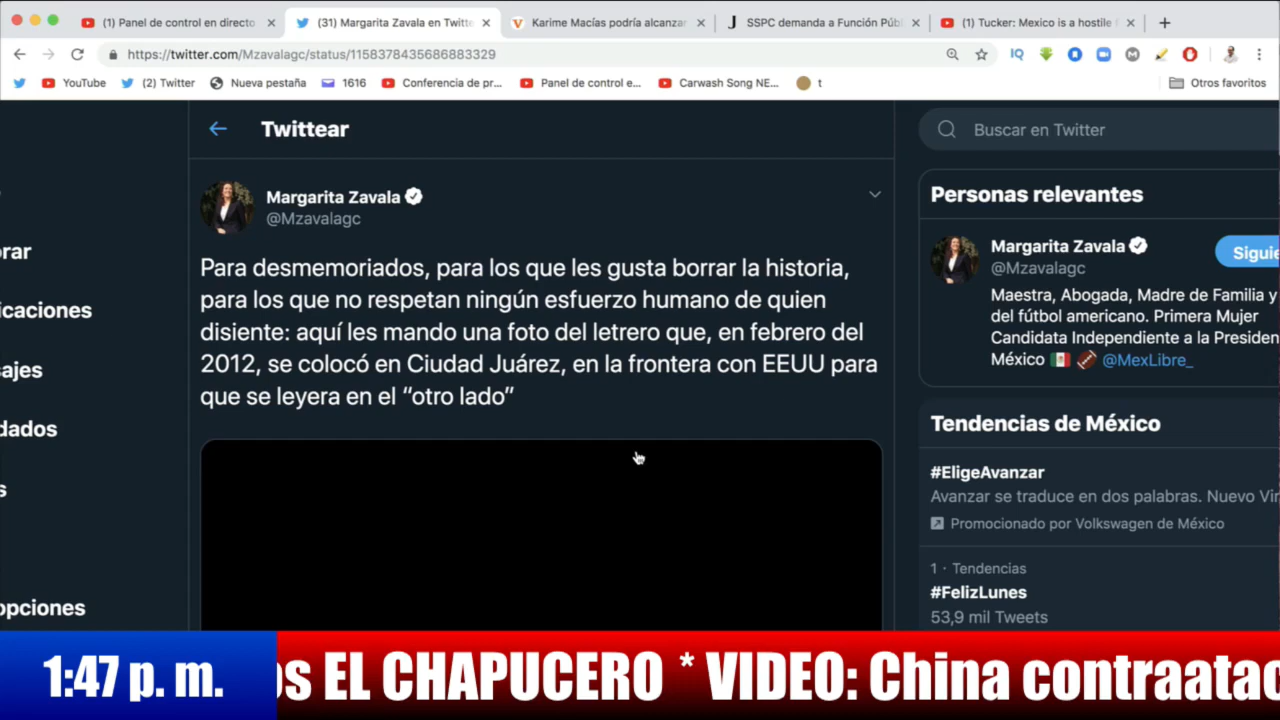 (1) Panel de control en directo
(31) Margarita Zavala en Twitte
Karime Macías podría alcanzar
SSPC demanda a Función Púb
(1) Tucker: Mexico is a hostile
https://twitter.com/Mzavalagc/status/1158378435686883329
YouTube
(2) Twitter
Nueva pestaña
1616
Conferencia de pr...
Panel de control e...
Carwash Song NE...
t
Otros favoritos
Twittear
Buscar en Twitter
Margarita Zavala
@Mzavalagc
Para desmemoriados, para los que les gusta borrar la historia,
para los que no respetan ningún esfuerzo humano de quien
disiente: aquí les mando una foto del letrero que, en febrero del
2012, se colocó en Ciudad Juárez, en la frontera con EEUU para
que se leyera en el “otro lado”
rar
icaciones
sajes
dados
s
opciones
Personas relevantes
Margarita Zavala
@Mzavalagc
Siguie
Maestra, Abogada, Madre de Familia y
del fútbol americano. Primera Mujer
Candidata Independiente a la Presiden
México 🇲🇽 🏈 @MexLibre_
Tendencias de México
#EligeAvanzar
Avanzar se traduce en dos palabras. Nuevo Vir
Promocionado por Volkswagen de México
1 · Tendencias
#FelizLunes
53,9 mil Tweets
1:47 p. m.
os EL CHAPUCERO * VIDEO: China contraatac